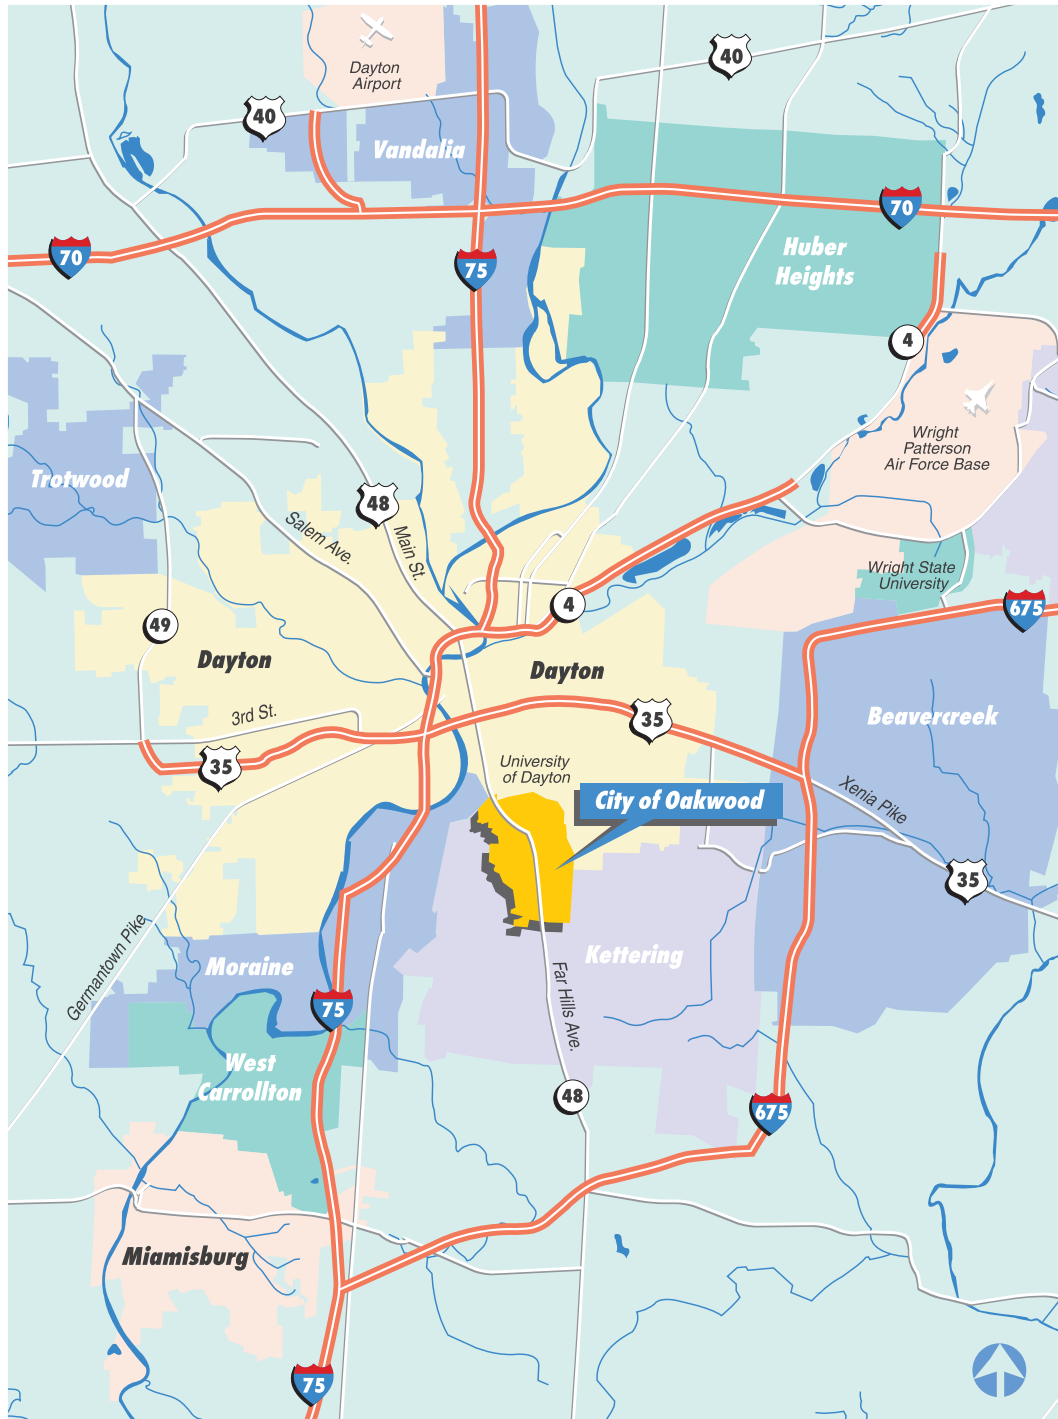 Dayton
Airport
40
40
Vandalia
70
70
75
Huber
Heights
4
Wright
Patterson
Air Force Base
Trotwood
48
Salem Ave.
Main St.
Wright State
University
4
675
49
Dayton
Dayton
3rd St.
35
35
Beavercreek
University
of Dayton
City of Oakwood
Xenia Pike
35
Germantown Pike
Moraine
Kettering
75
Far Hills Ave.
West
Carrollton
48
675
Miamisburg
75